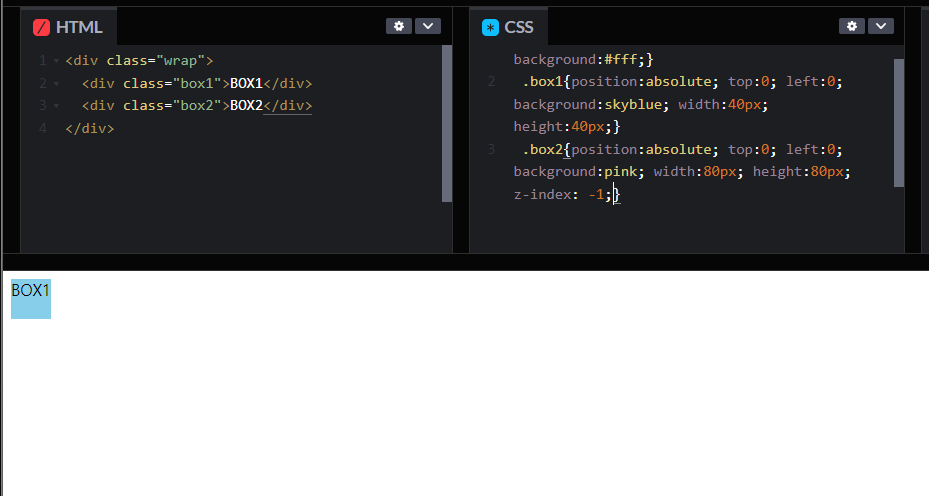 HTML
1 <div class="wrap">
2 <div class="box1">BOX1</div>
3 <div class="box2">BOX2</div>
4 </div>
CSS
background:#fff;}
2 .box1{position:absolute; top:0; left:0;
background:skyblue; width:40px;
height:40px;}
3 .box2{position:absolute; top:0; left:0;
background:pink; width:80px; height:80px;
z-index: -1;}
BOX1